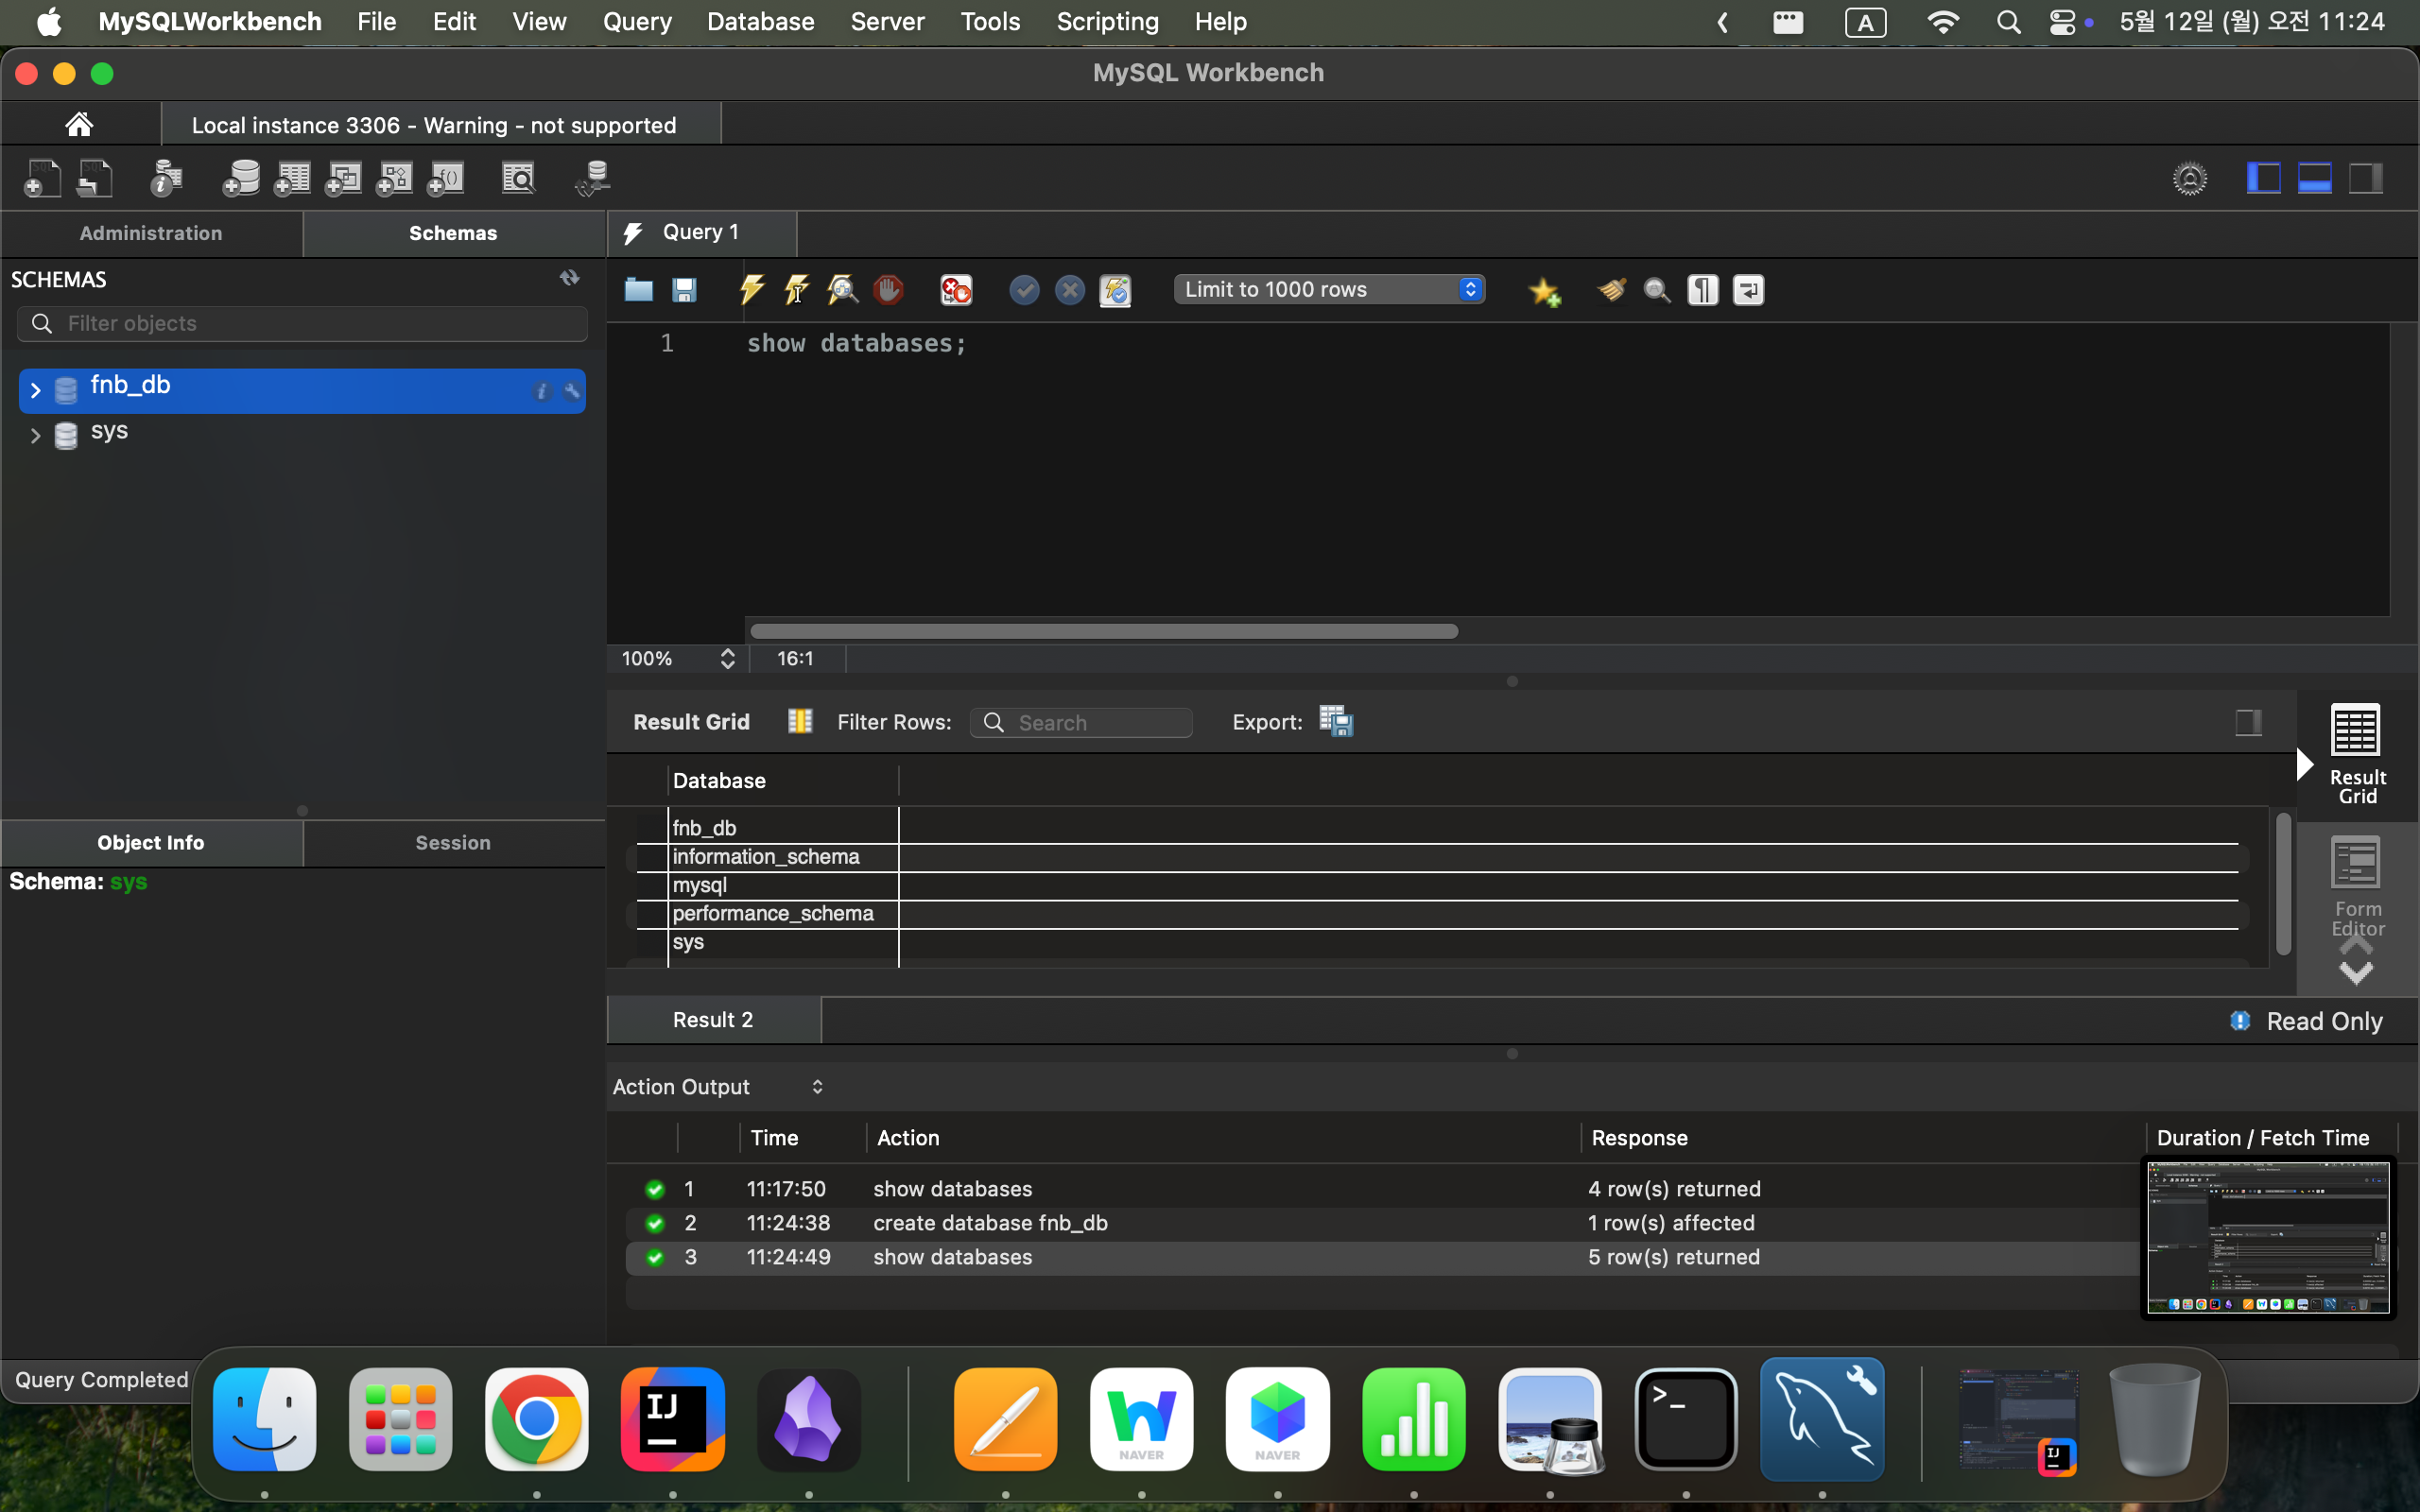 MySQLWorkbench File Edit View Query Database Server Tools Scripting Help A 5월 12일 (월) 오전 11:24
MySQL Workbench
Local instance 3306 - Warning - not supported
Administration Schemas Query 1
SCHEMAS
Filter objects
Limit to 1000 rows
1 show databases;
fnb_db
sys
100% 16:1
Result Grid Filter Rows: Search Export:
Result
Grid
Database
fnb_db
information_schema
mysql
performance_schema
sys
Form
Editor
Object Info Session
Schema: sys
Result 2 Read Only
Action Output
Time Action Response Duration / Fetch Time
1 11:17:50 show databases 4 row(s) returned
2 11:24:38 create database fnb_db 1 row(s) affected
3 11:24:49 show databases 5 row(s) returned
Query Completed
IJ
NAVER
NAVER
IJ